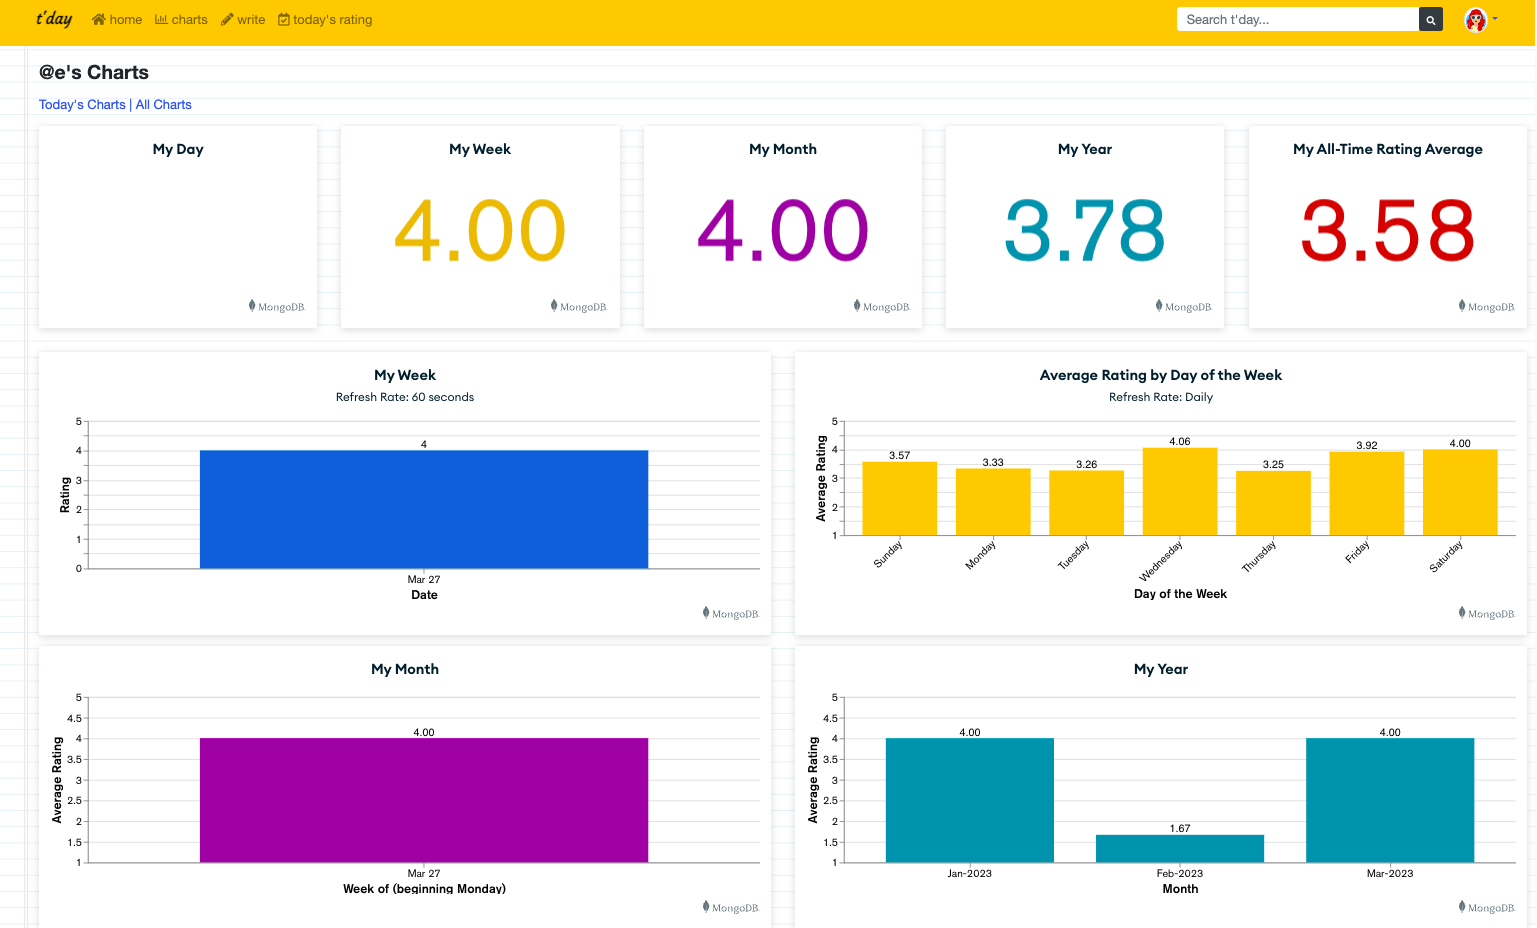 t'day home charts write today's rating Search t'day...
@e's Charts
Today's Charts | All Charts
My Day
MongoDB.
My Week
4.00
MongoDB.
My Month
4.00
MongoDB.
My Year
3.78
MongoDB.
My All-Time Rating Average
3.58
MongoDB.
My Week
Refresh Rate: 60 seconds
Rating
5
4
3
2
1
0
4
Mar 27
Date
MongoDB.
Average Rating by Day of the Week
Refresh Rate: Daily
Average Rating
5
4
3
2
1
3.57
3.33
3.26
4.06
3.25
3.92
4.00
Sunday
Monday
Tuesday
Wednesday
Thursday
Friday
Saturday
Day of the Week
MongoDB.
My Month
Average Rating
5
4.5
4
3.5
3
2.5
2
1.5
1
4.00
Mar 27
Week of (beginning Monday)
MongoDB.
My Year
Average Rating
5
4.5
4
3.5
3
2.5
2
1.5
1
4.00
1.67
4.00
Jan-2023
Feb-2023
Mar-2023
Month
MongoDB.